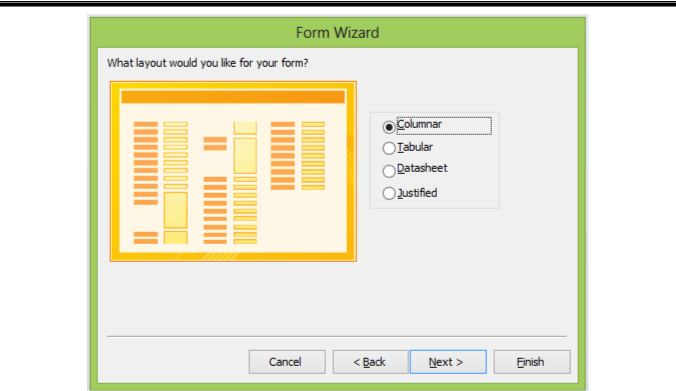 Form Wizard
What layout would you like for your form?
Columnar
Tabular
Datasheet
Justified
Cancel
< Back
Next >
Finish